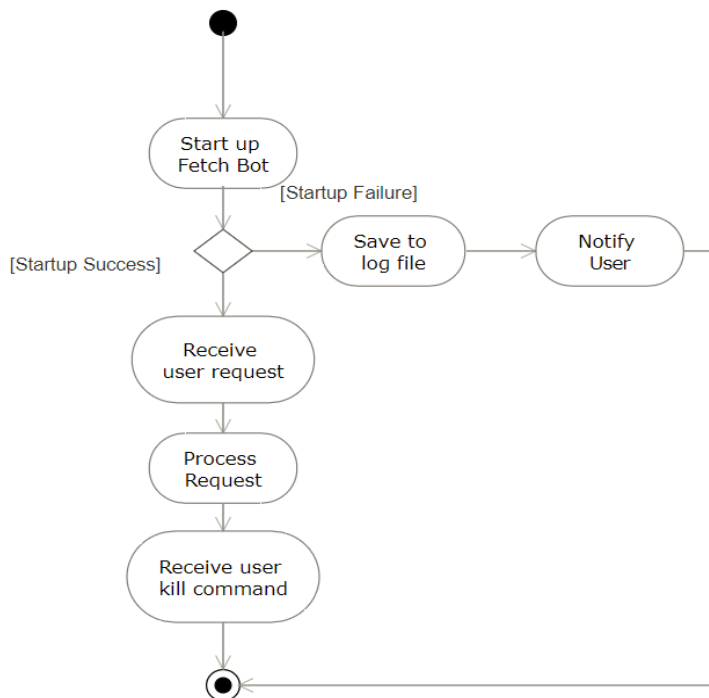 Start up
Fetch Bot
[Startup Failure]
[Startup Success]
Save to
log file
Notify
User
Receive
user request
Process
Request
Receive user
kill command